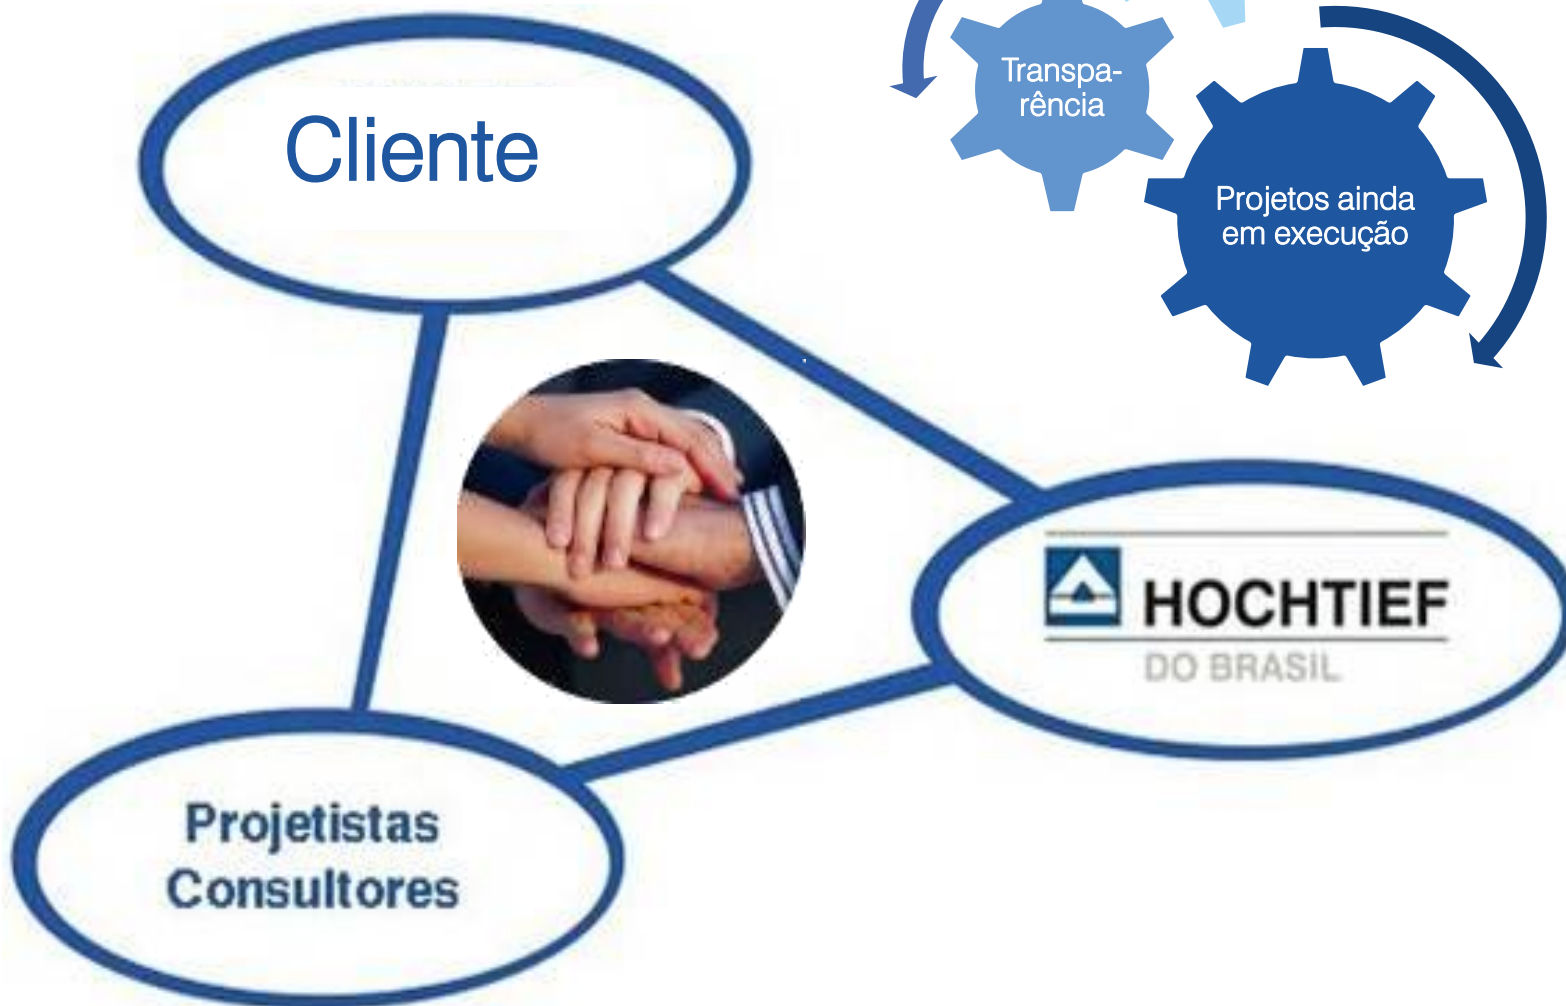 Transpa-
rência
Cliente
Projetos ainda
em execução
HOCHTIEF
DO BRASIL
Projetistas
Consultores